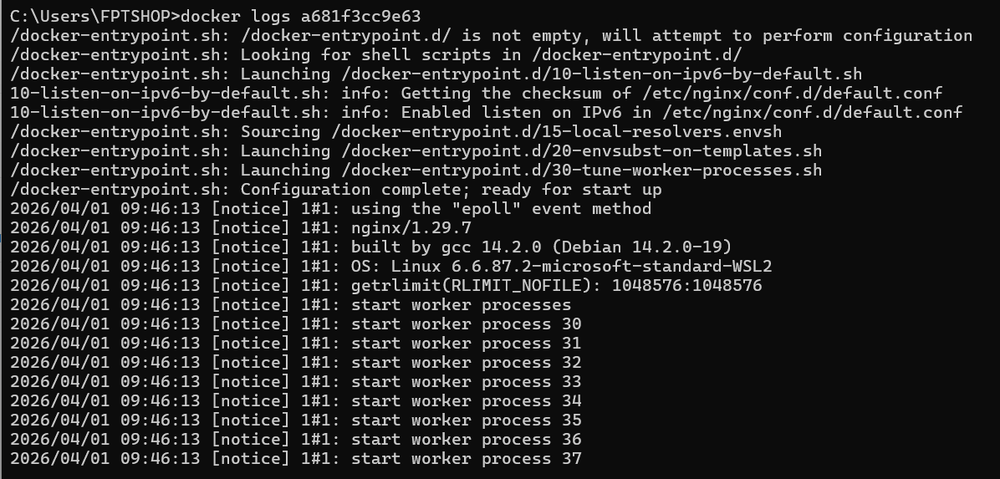 C:\Users\FPTSHOP>docker logs a681f3cc9e63
/docker-entrypoint.sh: /docker-entrypoint.d/ is not empty, will attempt to perform configuration
/docker-entrypoint.sh: Looking for shell scripts in /docker-entrypoint.d/
/docker-entrypoint.sh: Launching /docker-entrypoint.d/10-listen-on-ipv6-by-default.sh
10-listen-on-ipv6-by-default.sh: info: Getting the checksum of /etc/nginx/conf.d/default.conf
10-listen-on-ipv6-by-default.sh: info: Enabled listen on IPv6 in /etc/nginx/conf.d/default.conf
/docker-entrypoint.sh: Sourcing /docker-entrypoint.d/15-local-resolvers.envsh
/docker-entrypoint.sh: Launching /docker-entrypoint.d/20-envsubst-on-templates.sh
/docker-entrypoint.sh: Launching /docker-entrypoint.d/30-tune-worker-processes.sh
/docker-entrypoint.sh: Configuration complete; ready for start up
2026/04/01 09:46:13 [notice] 1#1: using the "epoll" event method
2026/04/01 09:46:13 [notice] 1#1: nginx/1.29.7
2026/04/01 09:46:13 [notice] 1#1: built by gcc 14.2.0 (Debian 14.2.0-19)
2026/04/01 09:46:13 [notice] 1#1: OS: Linux 6.6.87.2-microsoft-standard-WSL2
2026/04/01 09:46:13 [notice] 1#1: getrlimit(RLIMIT_NOFILE): 1048576:1048576
2026/04/01 09:46:13 [notice] 1#1: start worker processes
2026/04/01 09:46:13 [notice] 1#1: start worker process 30
2026/04/01 09:46:13 [notice] 1#1: start worker process 31
2026/04/01 09:46:13 [notice] 1#1: start worker process 32
2026/04/01 09:46:13 [notice] 1#1: start worker process 33
2026/04/01 09:46:13 [notice] 1#1: start worker process 34
2026/04/01 09:46:13 [notice] 1#1: start worker process 35
2026/04/01 09:46:13 [notice] 1#1: start worker process 36
2026/04/01 09:46:13 [notice] 1#1: start worker process 37